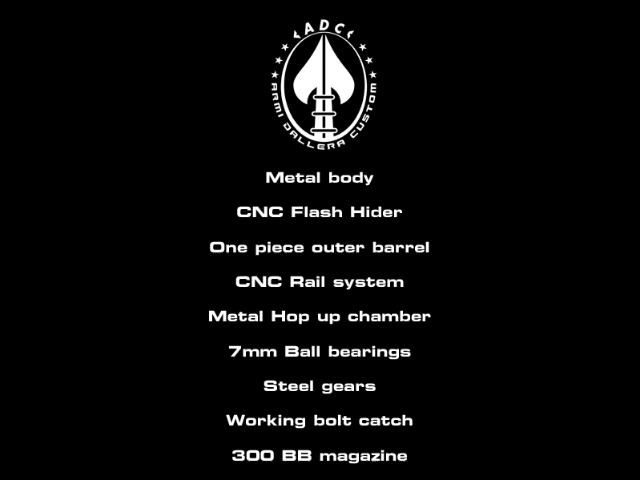 ADC
ARMI DALLERA CUSTOM
Metal body
CNC Flash Hider
One piece outer barrel
CNC Rail system
Metal Hop up chamber
7mm Ball bearings
Steel gears
Working bolt catch
300 BB magazine